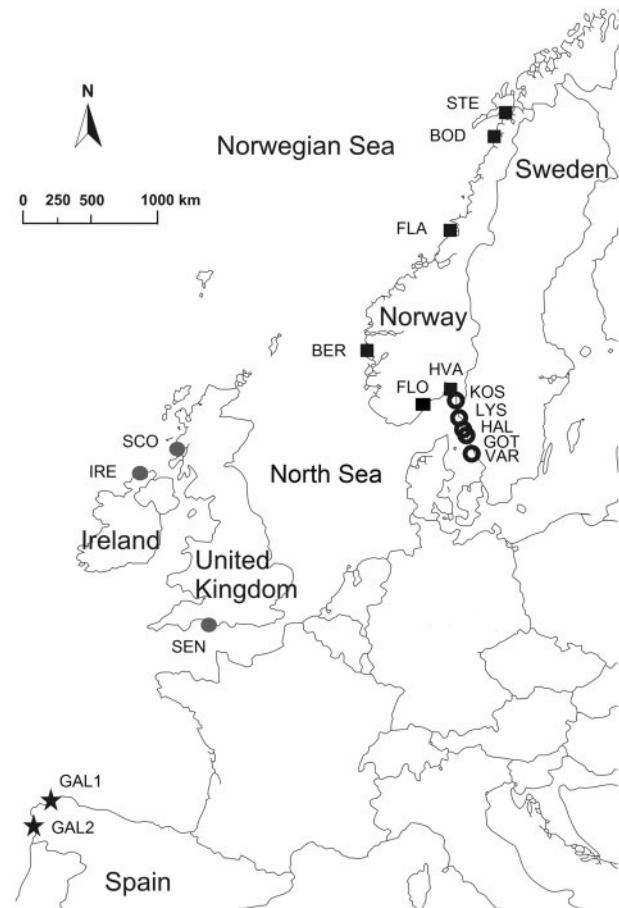 STE
N
BOD
Norwegian Sea
Sweden
0 250 500 1000 km
FLA
Norway
BER
HVA
FLO
KOS
LYS
HAL
GOT
VAR
SCO
IRE
North Sea
Ireland
United
Kingdom
SEN
GAL1
GAL2
Spain